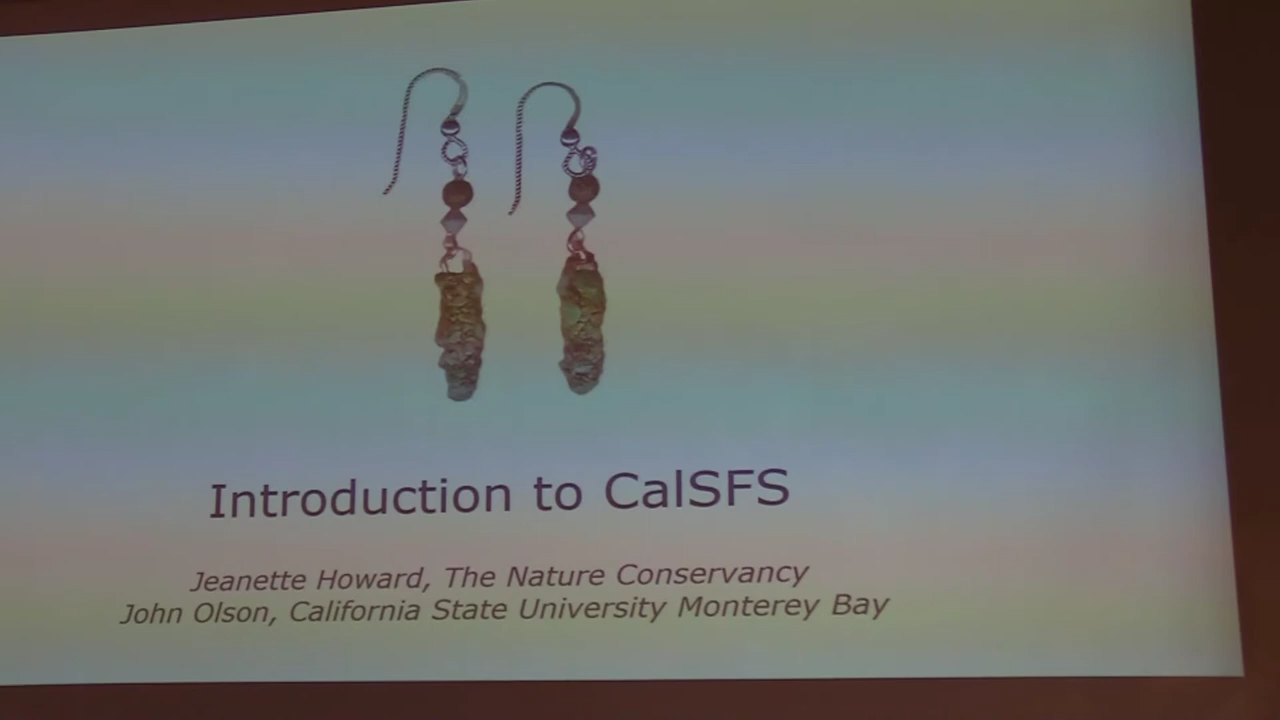 Introduction to CalSFS
Jeanette Howard, The Nature Conservancy
John Olson, California State University Monterey Bay